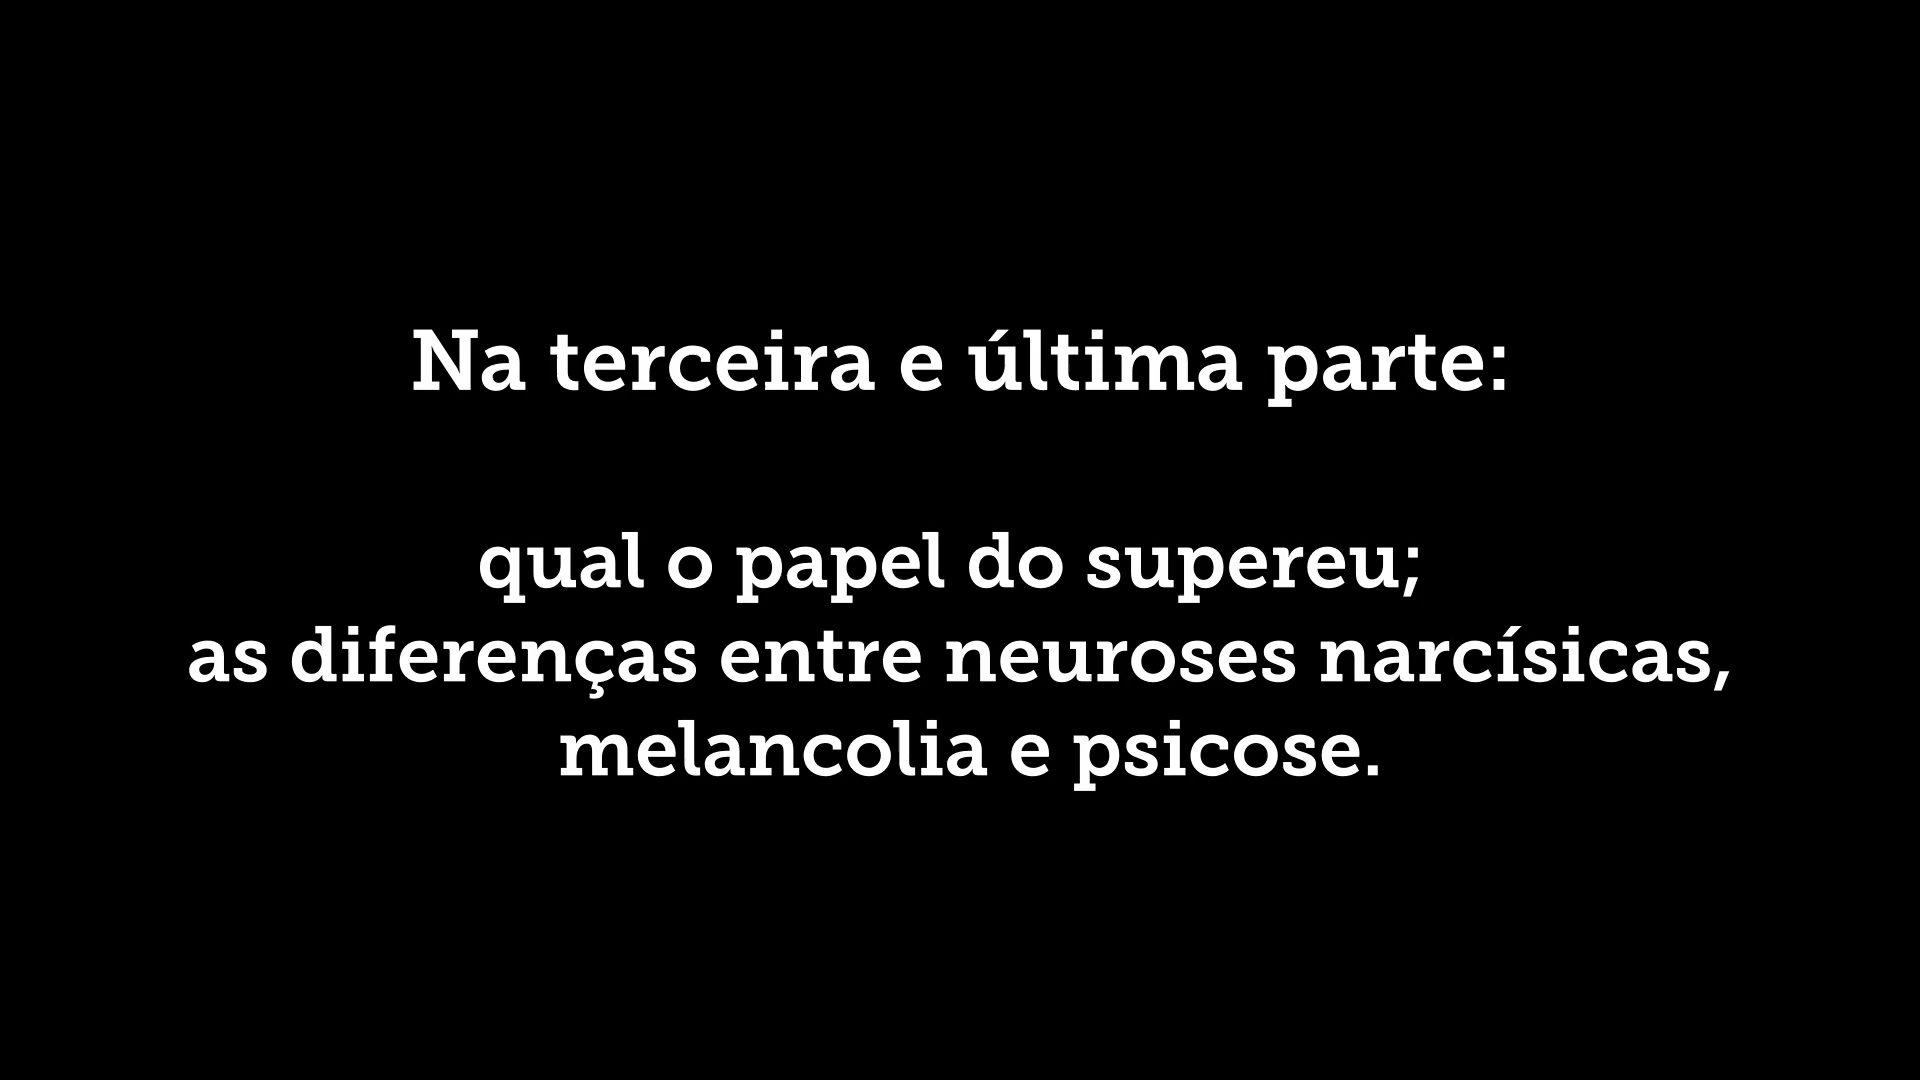 Na terceira e última parte:
qual o papel do supereu;
as diferenças entre neuroses narcísicas,
melancolia e psicose.